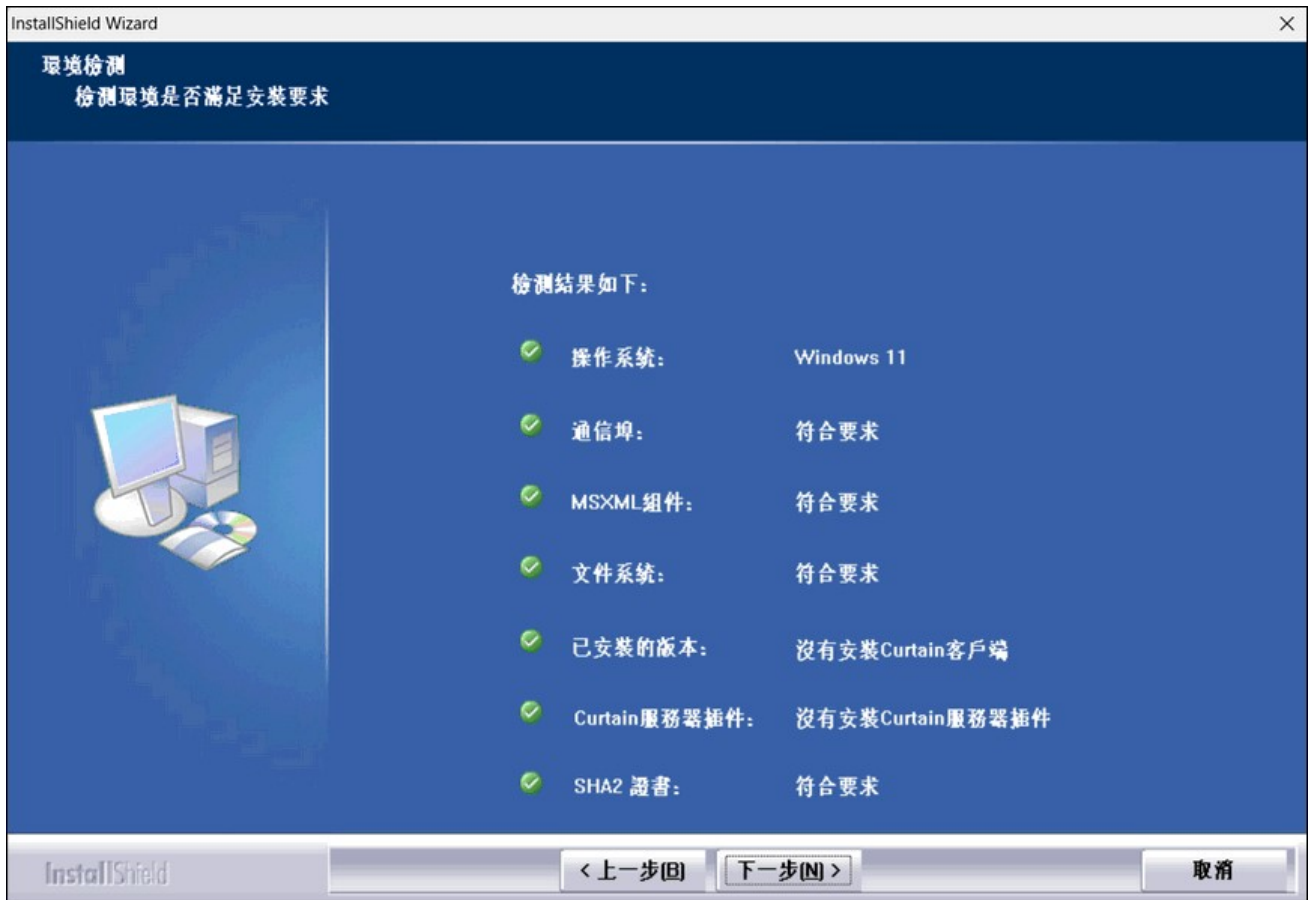 InstallShield Wizard
環境檢測
檢測環境是否滿足安裝要求
檢測結果如下：
操作系統： Windows 11
通信埠： 符合要求
MSXML組件： 符合要求
文件系統： 符合要求
已安裝的版本： 沒有安裝Curtain客戶端
Curtain服務器插件： 沒有安裝Curtain服務器插件
SHA2 證書： 符合要求
InstallShield
< 上一步(B) 下一步(N) > 取消